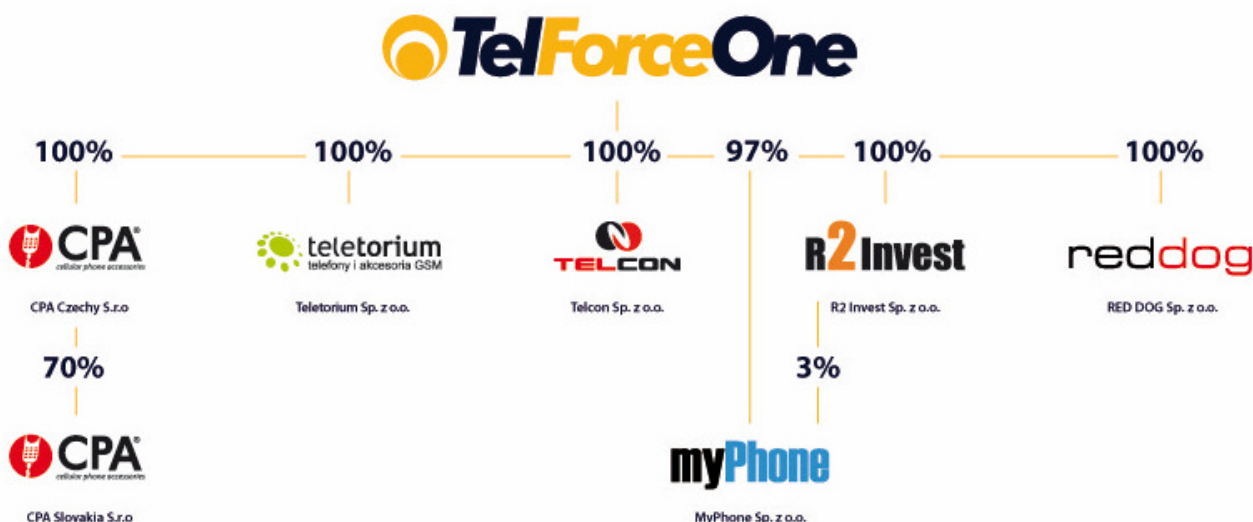 TelForceOne
100% 100% 100% 97% 100% 100%
CPA®
cellular phone accessories
CPA Czechy S.r.o
teletorium
telefony i akcesoria GSM
Teletorium Sp. z o.o.
TELCON
Telcon Sp. z o.o.
R2 Invest
R2 Invest Sp. z o.o.
reddog
RED DOG Sp. z o.o.
70% 3%
CPA®
cellular phone accessories
CPA Slovakia S.r.o
myPhone
MyPhone Sp. z o.o.